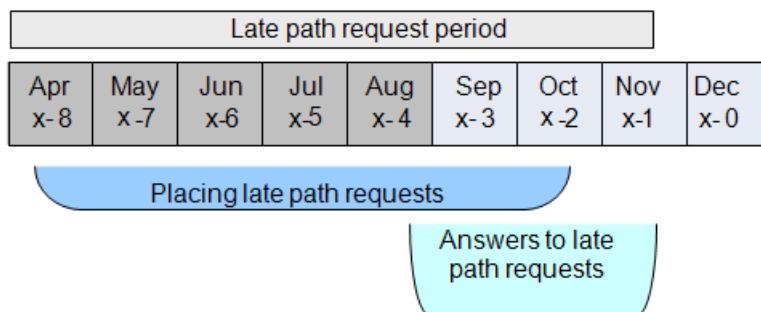 Late path request period
Apr May Jun Jul Aug Sep Oct Nov Dec
x- 8 x -7 x-6 x-5 x- 4 x- 3 x -2 x-1 x- 0
Placing late path requests
Answers to late
path requests